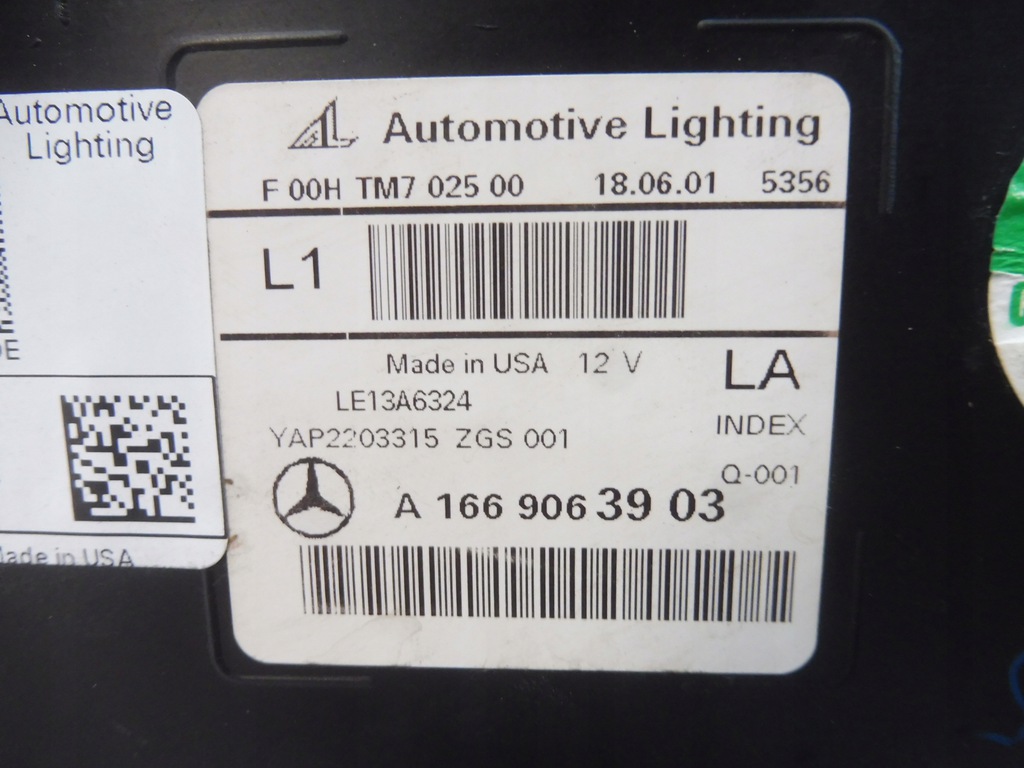 Automotive
Lighting
E
Made in USA
AL Automotive Lighting
F 00H TM7 025 00 18.06.01 5356
L1
Made in USA 12 V LA
LE13A6324
INDEX
YAP2203315 ZGS 001
Q-001
A 166 906 39 03